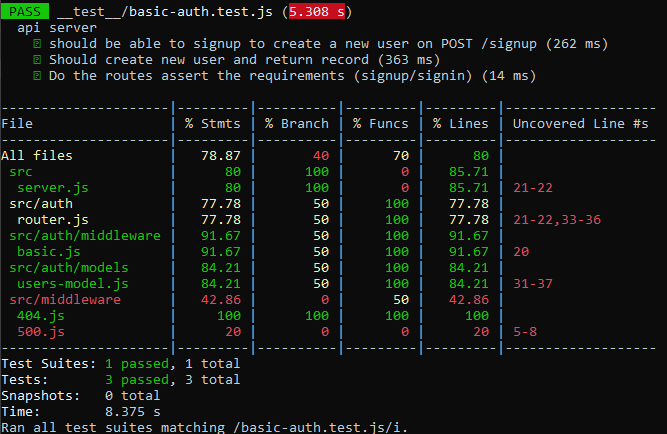 PASS __test__/basic-auth.test.js (5.308 s)
  api server
    should be able to signup to create a new user on POST /signup (262 ms)
    Should create new user and return record (363 ms)
    Do the routes assert the requirements (signup/signin) (14 ms)
---------------------|---------|----------|---------|---------|-------------------
File                 | % Stmts | % Branch | % Funcs | % Lines | Uncovered Line #s
---------------------|---------|----------|---------|---------|-------------------
All files            |   78.87 |       40 |      70 |      80 |
 src                 |      80 |      100 |       0 |   85.71 |
  server.js          |      80 |      100 |       0 |   85.71 | 21-22
 src/auth            |   77.78 |       50 |     100 |   77.78 |
  router.js          |   77.78 |       50 |     100 |   77.78 | 21-22,33-36
 src/auth/middleware |   91.67 |       50 |     100 |   91.67 |
  basic.js           |   91.67 |       50 |     100 |   91.67 | 20
 src/auth/models     |   84.21 |       50 |     100 |   84.21 |
  users-model.js     |   84.21 |       50 |     100 |   84.21 | 31-37
 src/middleware      |   42.86 |        0 |      50 |   42.86 |
  404.js             |     100 |      100 |     100 |     100 |
  500.js             |      20 |        0 |       0 |      20 | 5-8
---------------------|---------|----------|---------|---------|-------------------
Test Suites: 1 passed, 1 total
Tests:       3 passed, 3 total
Snapshots:   0 total
Time:        8.375 s
Ran all test suites matching /basic-auth.test.js/i.